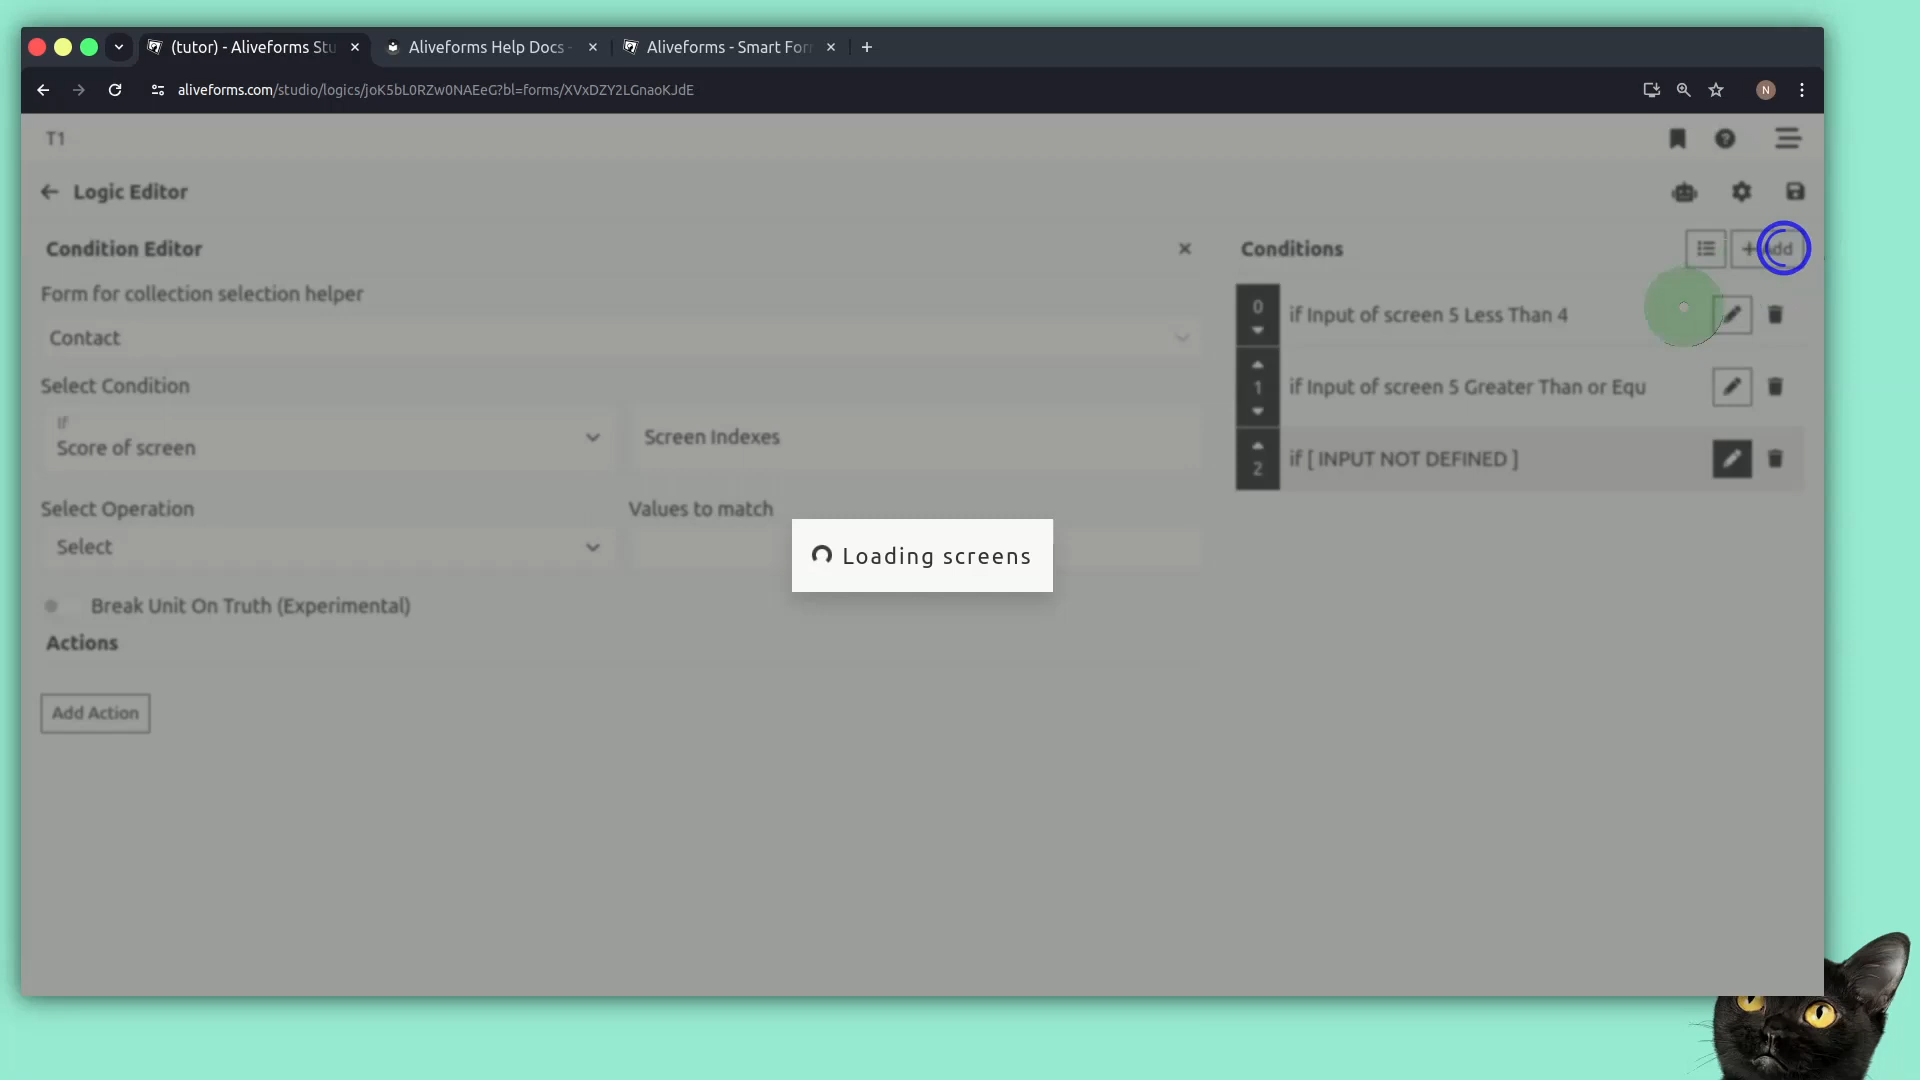 (tutor) - Aliveforms Stu
Aliveforms Help Docs -
Aliveforms - Smart For
aliveforms.com/studio/logics/joK5bL0RZw0NAEeG?bl=forms/XVxDZY2LGnaoKJdE
N
T1
Logic Editor
Condition Editor
Conditions
Add
Form for collection selection helper
Contact
Select Condition
If
Score of screen
Screen Indexes
Select Operation
Values to match
Select
Break Unit On Truth (Experimental)
Actions
Add Action
0
if Input of screen 5 Less Than 4
1
if Input of screen 5 Greater Than or Equ
2
if [ INPUT NOT DEFINED ]
Loading screens